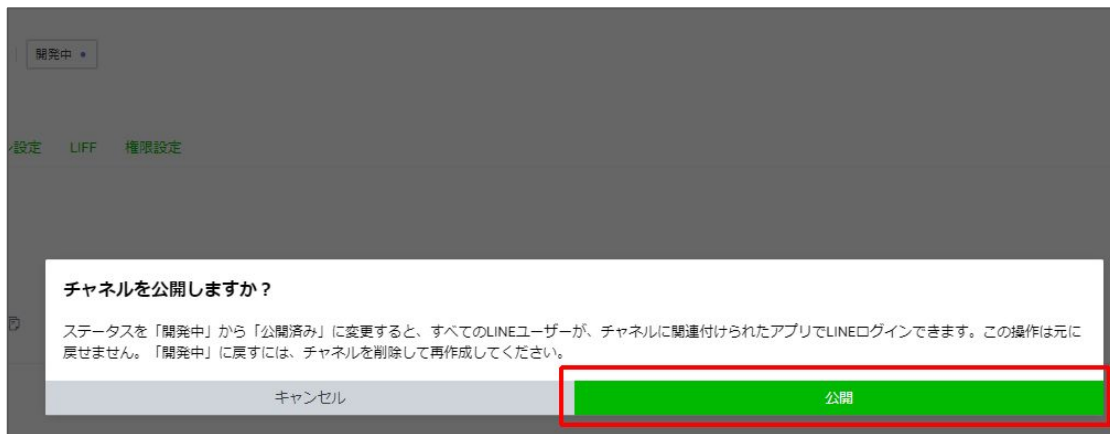 開発中
ン設定 LIFF 権限設定
チャネルを公開しますか？
ステータスを「開発中」から「公開済み」に変更すると、すべてのLINEユーザーが、チャネルに関連付けられたアプリでLINEログインできます。この操作は元に
戻せません。「開発中」に戻すには、チャネルを削除して再作成してください。
キャンセル 公開